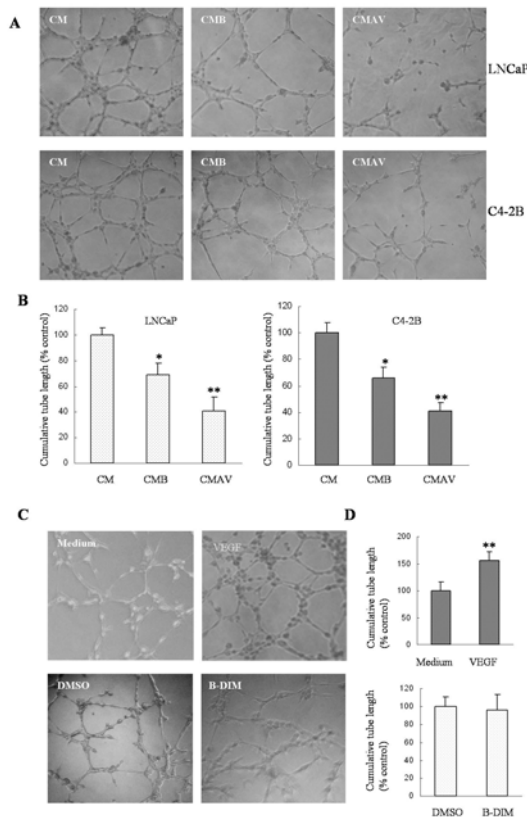 A
CM
CMB
CMAV
LNCaP
CM
CMB
CMAV
C4-2B
B
LNCaP
Cumulative tube length (% control)
120
100
80
60
40
20
0
*
**
CM
CMB
CMAV
C4-2B
Cumulative tube length (% control)
120
100
80
60
40
20
0
*
**
CM
CMB
CMAV
C
Medium
VEGF
DMSO
B-DIM
D
Cumulative tube length
(% control)
200
150
100
50
0
**
Medium
VEGF
Cumulative tube length
(% control)
120
100
80
60
40
20
0
DMSO
B-DIM